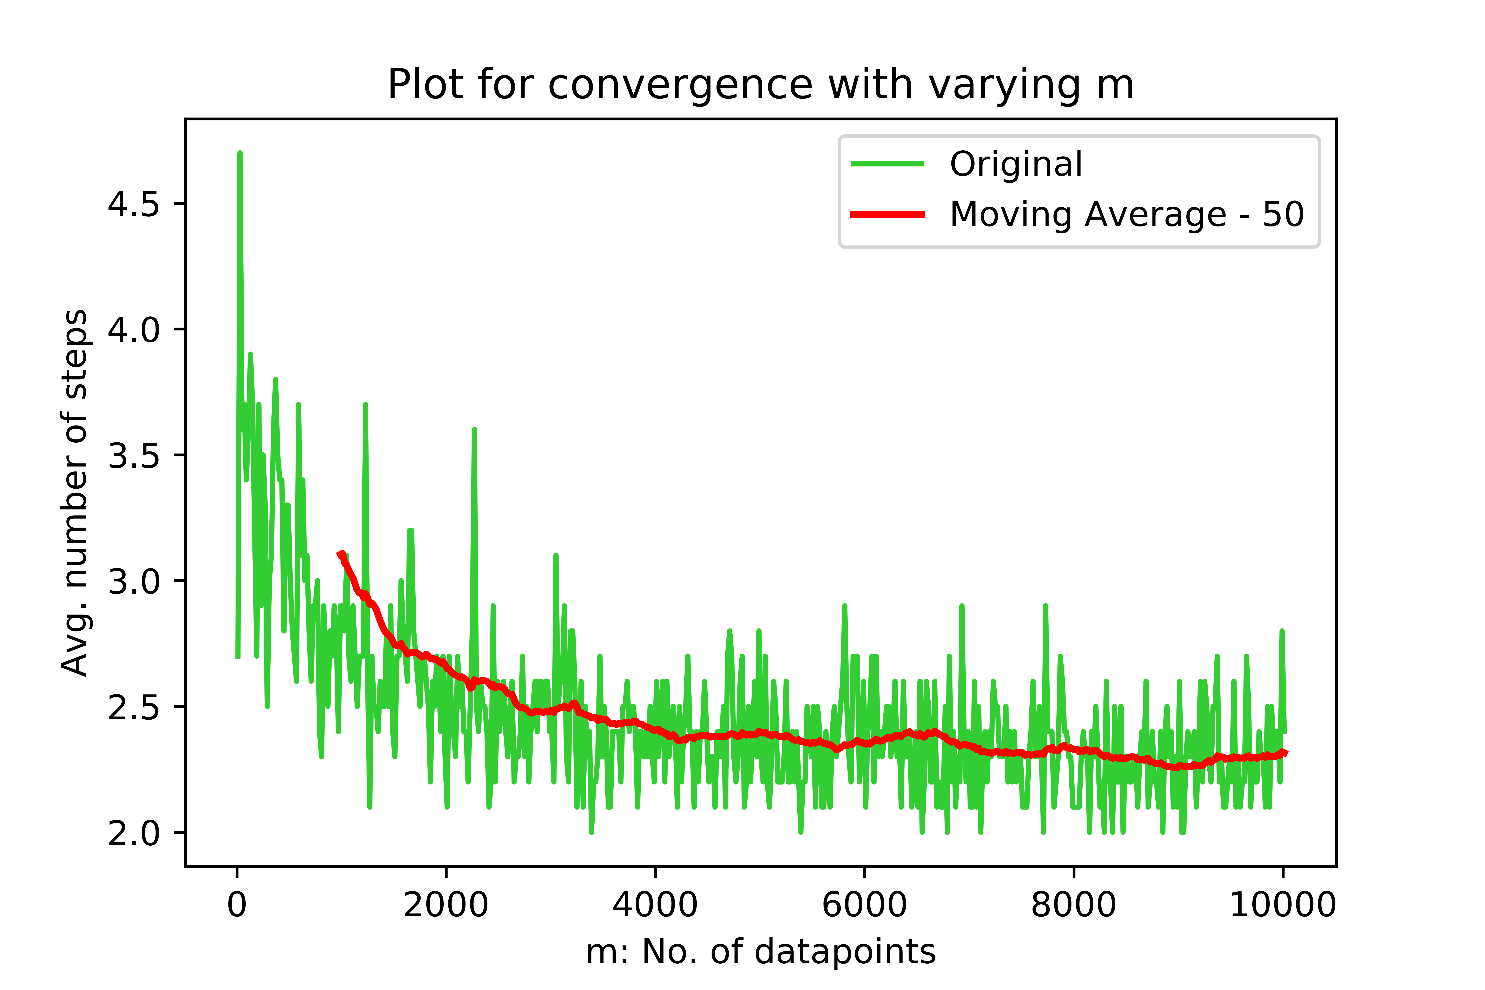 Plot for convergence with varying m
Original
Moving Average - 50
Avg. number of steps
4.5
4.0
3.5
3.0
2.5
2.0
0 2000 4000 6000 8000 10000
m: No. of datapoints